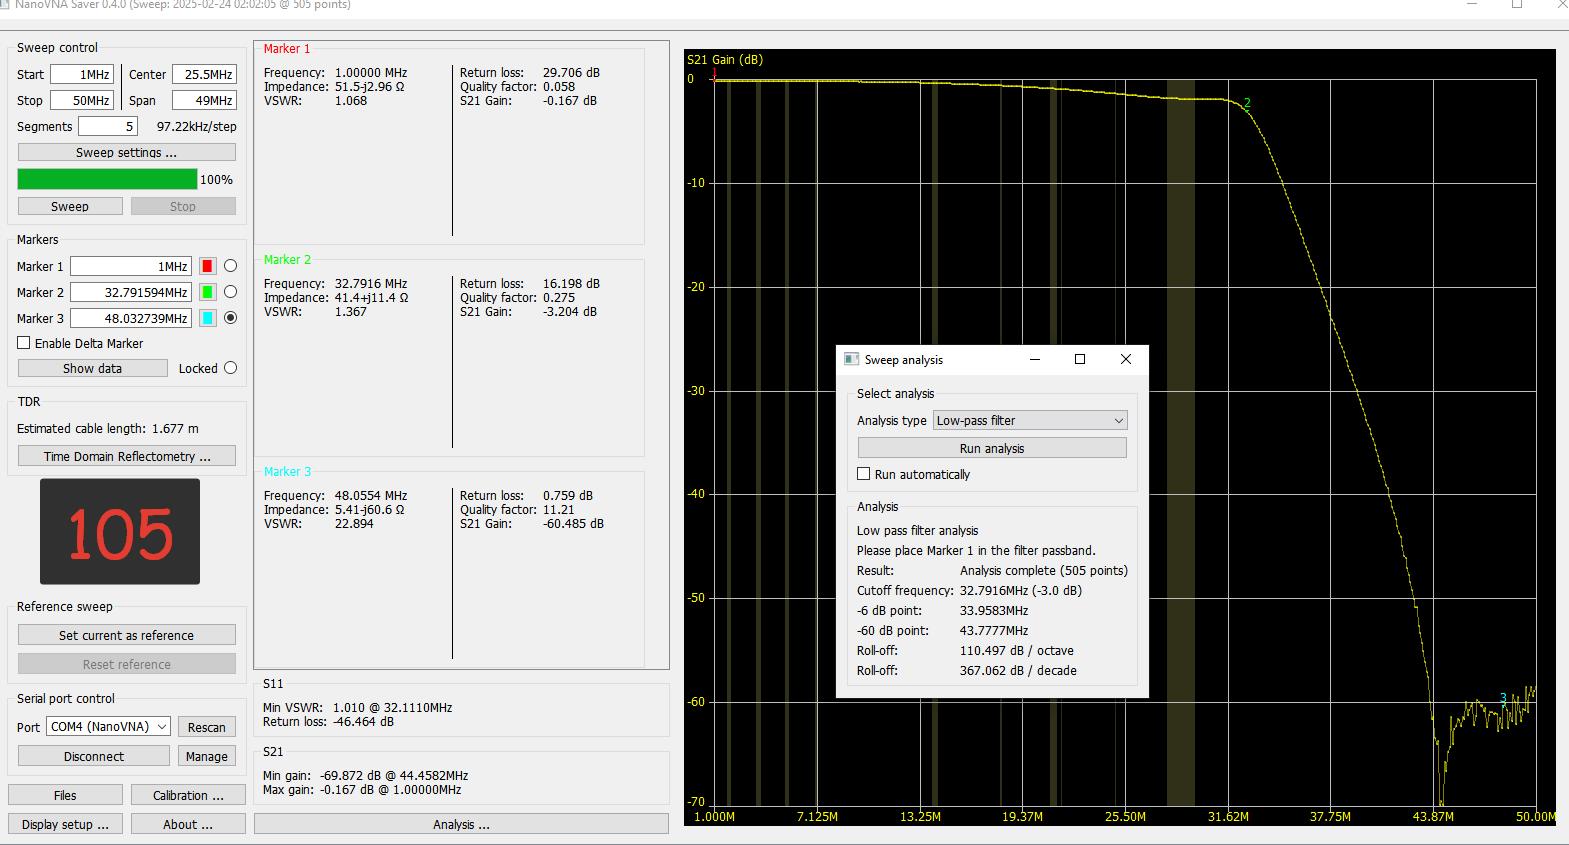 NanoVNA Saver 0.4.0 (Sweep: 2025-02-24 02:02:05 @ 505 points)
Sweep control
Start 1MHz Center 25.5MHz
Stop 50MHz Span 49MHz
Segments 5 97.22kHz/step
Sweep settings ...
100%
Sweep Stop
Markers
Marker 1 1MHz
Marker 2 32.791594MHz
Marker 3 48.032739MHz
Enable Delta Marker
Show data Locked
TDR
Estimated cable length: 1.677 m
Time Domain Reflectometry ...
105
Reference sweep
Set current as reference
Reset reference
Serial port control
Port COM4 (NanoVNA) Rescan
Disconnect Manage
Files Calibration ...
Display setup ... About ...
Marker 1
Frequency: 1.00000 MHz Return loss: 29.706 dB
Impedance: 51.5-j2.96 Ω Quality factor: 0.058
VSWR: 1.068 S21 Gain: -0.167 dB
Marker 2
Frequency: 32.7916 MHz Return loss: 16.198 dB
Impedance: 41.4+j11.4 Ω Quality factor: 0.275
VSWR: 1.367 S21 Gain: -3.204 dB
Marker 3
Frequency: 48.0554 MHz Return loss: 0.759 dB
Impedance: 5.41-j60.6 Ω Quality factor: 11.21
VSWR: 22.894 S21 Gain: -60.485 dB
S11
Min VSWR: 1.010 @ 32.1110MHz
Return loss: -46.464 dB
S21
Min gain: -69.872 dB @ 44.4582MHz
Max gain: -0.167 dB @ 1.00000MHz
Analysis ...
S21 Gain (dB)
0
-10
-20
-30
-40
-50
-60
-70
1
2
3
1.000M 7.125M 13.25M 19.37M 25.50M 31.62M 37.75M 43.87M 50.00M
Sweep analysis
Select analysis
Analysis type Low-pass filter
Run analysis
Run automatically
Analysis
Low pass filter analysis
Please place Marker 1 in the filter passband.
Result: Analysis complete (505 points)
Cutoff frequency: 32.7916MHz (-3.0 dB)
-6 dB point: 33.9583MHz
-60 dB point: 43.7777MHz
Roll-off: 110.497 dB / octave
Roll-off: 367.062 dB / decade